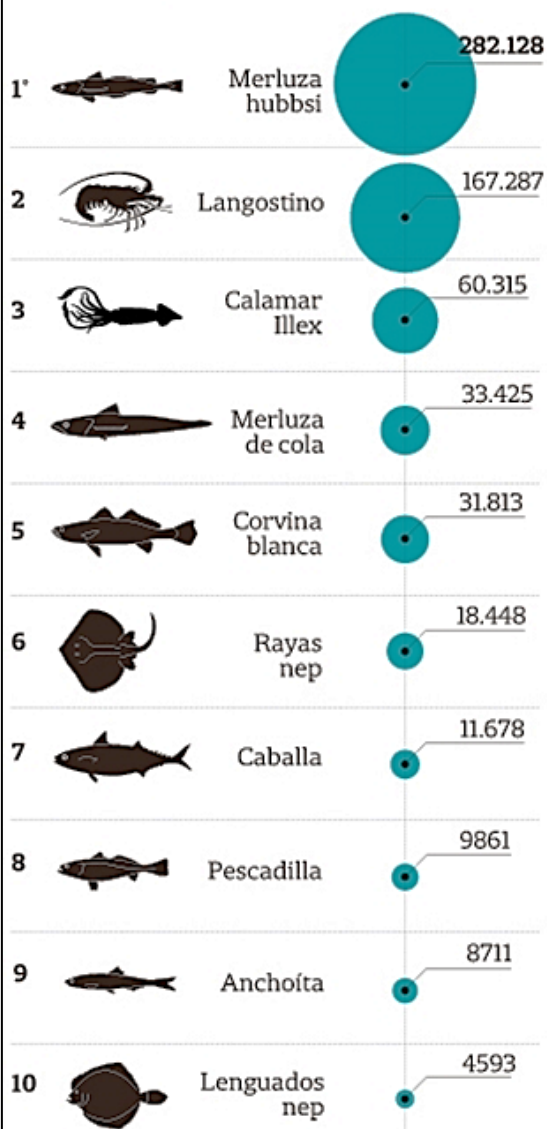 282.128
1° Merluza
hubbsi
167.287
2 Langostino
60.315
3 Calamar
Illex
33.425
4 Merluza
de cola
31.813
5 Corvina
blanca
18.448
6 Rayas
nep
11.678
7 Caballa
9861
8 Pescadilla
8711
9 Anchoíta
4593
10 Lenguados
nep